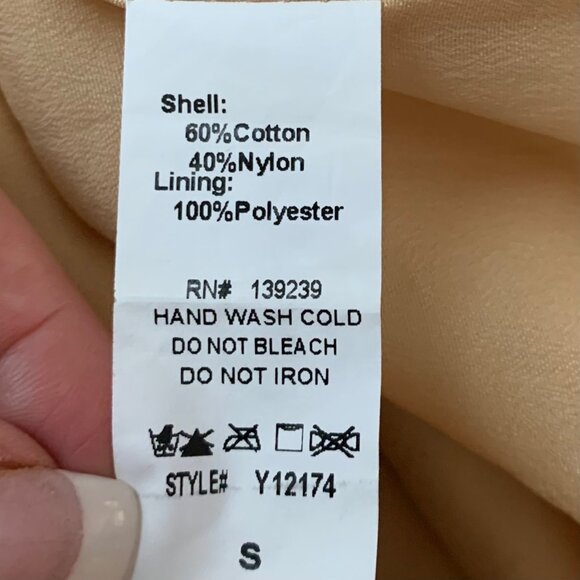 Shell:
60%Cotton
40%Nylon
Lining:
100%Polyester
RN# 139239
HAND WASH COLD
DO NOT BLEACH
DO NOT IRON
STYLE# Y12174
S